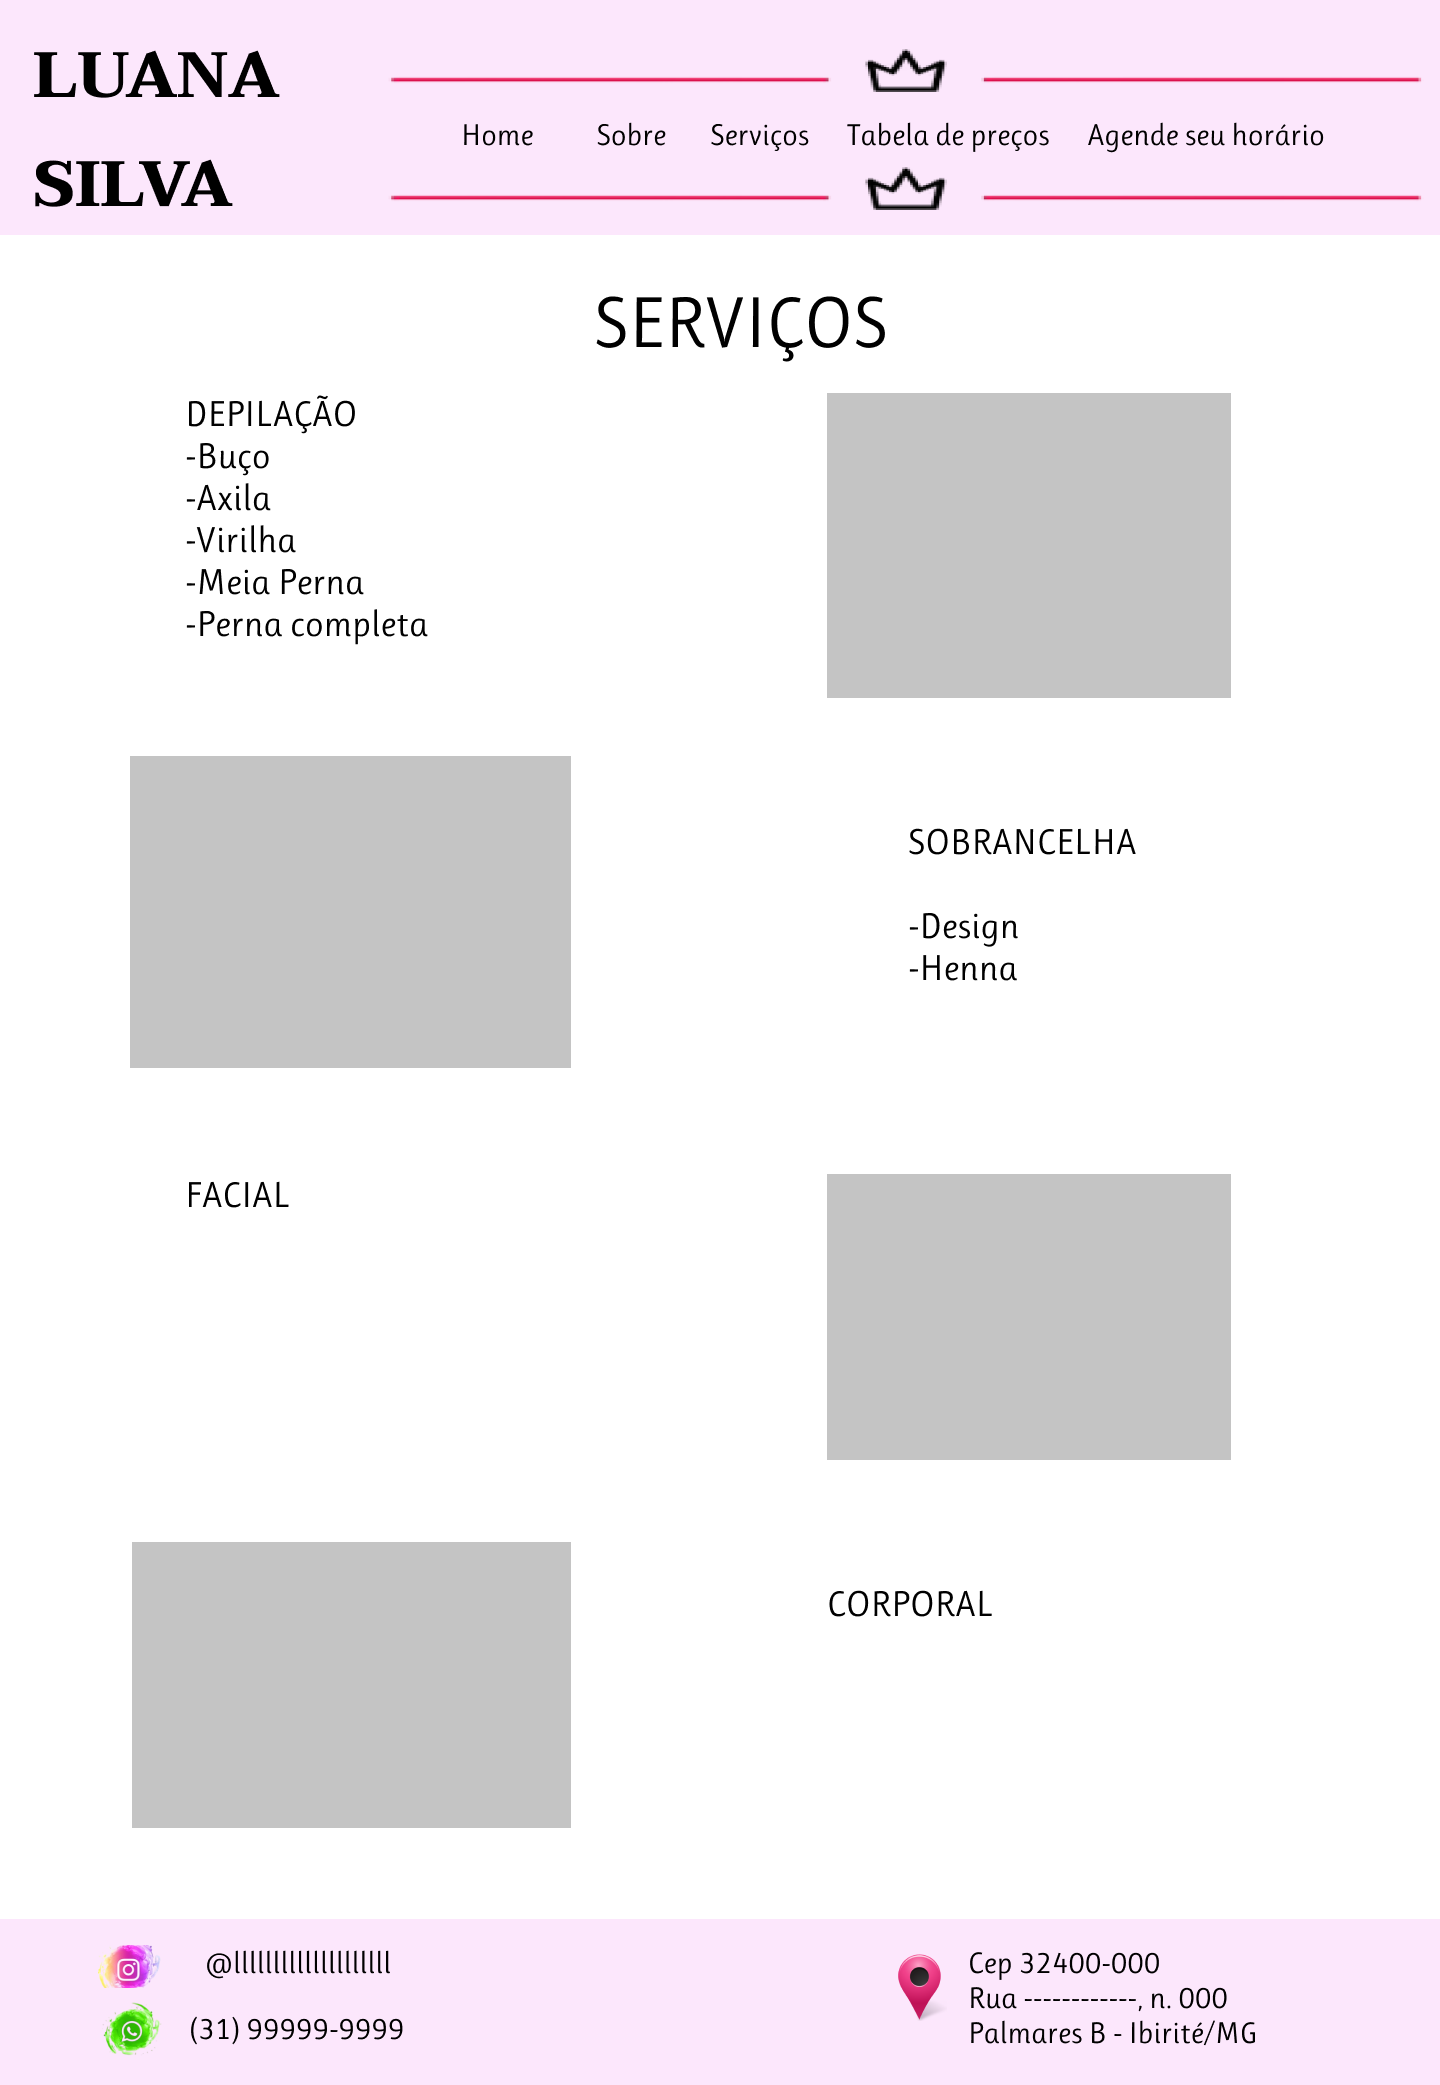 LUANA
SILVA
Home Sobre Serviços Tabela de preços Agende seu horário
SERVIÇOS
DEPILAÇÃO
-Buço
-Axila
-Virilha
-Meia Perna
-Perna completa
SOBRANCELHA
-Design
-Henna
FACIAL
CORPORAL
@llllllllllllllllllll
(31) 99999-9999
Cep 32400-000
Rua ------------, n. 000
Palmares B - Ibirité/MG